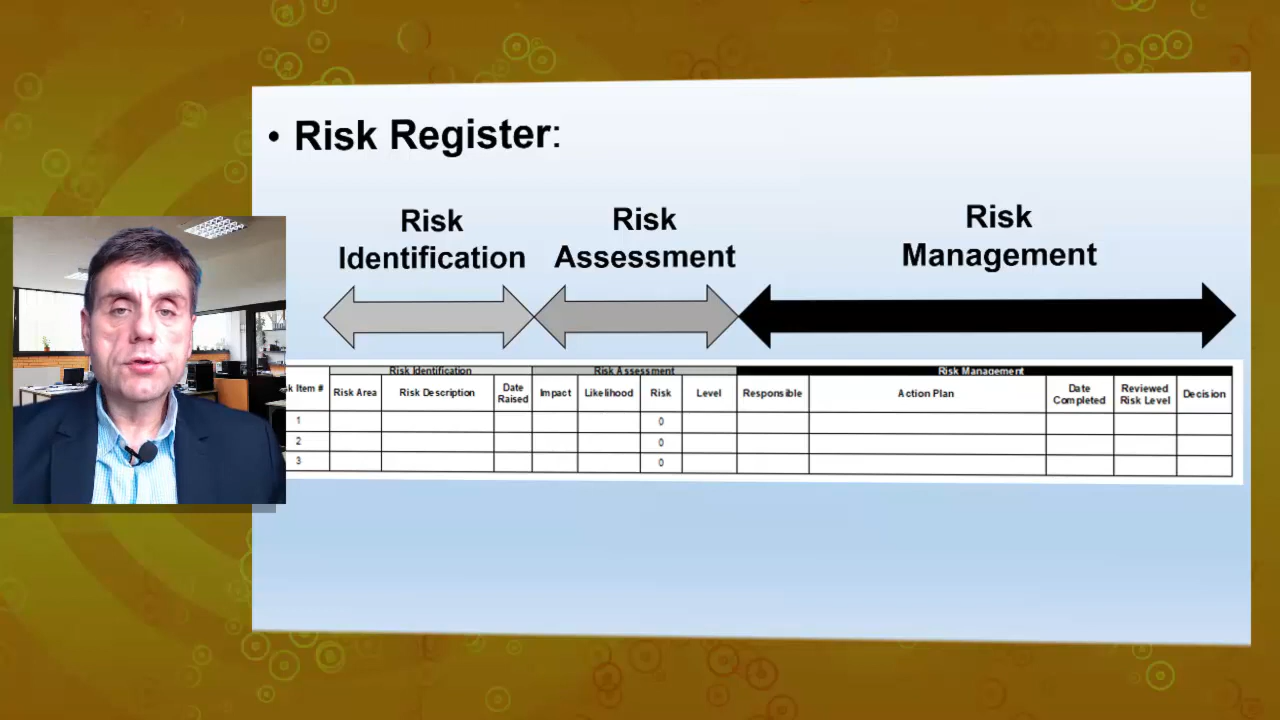 • Risk Register:
Risk Identification
Risk Assessment
Risk Management
Risk Identification Risk Assessment Risk Management
Item # Risk Area Risk Description Date Raised Impact Likelihood Risk Level Responsible Action Plan Date Completed Reviewed Risk Level Decision
1 0
2 0
3 0